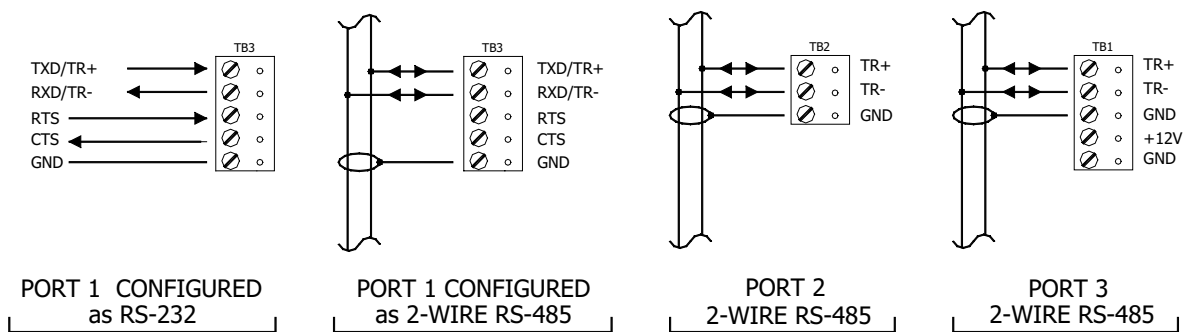 TB3
TXD/TR+
RXD/TR-
RTS
CTS
GND
PORT 1 CONFIGURED
as RS-232
TB3
TXD/TR+
RXD/TR-
RTS
CTS
GND
PORT 1 CONFIGURED
as 2-WIRE RS-485
TB2
TR+
TR-
GND
PORT 2
2-WIRE RS-485
TB1
TR+
TR-
GND
+12V
GND
PORT 3
2-WIRE RS-485